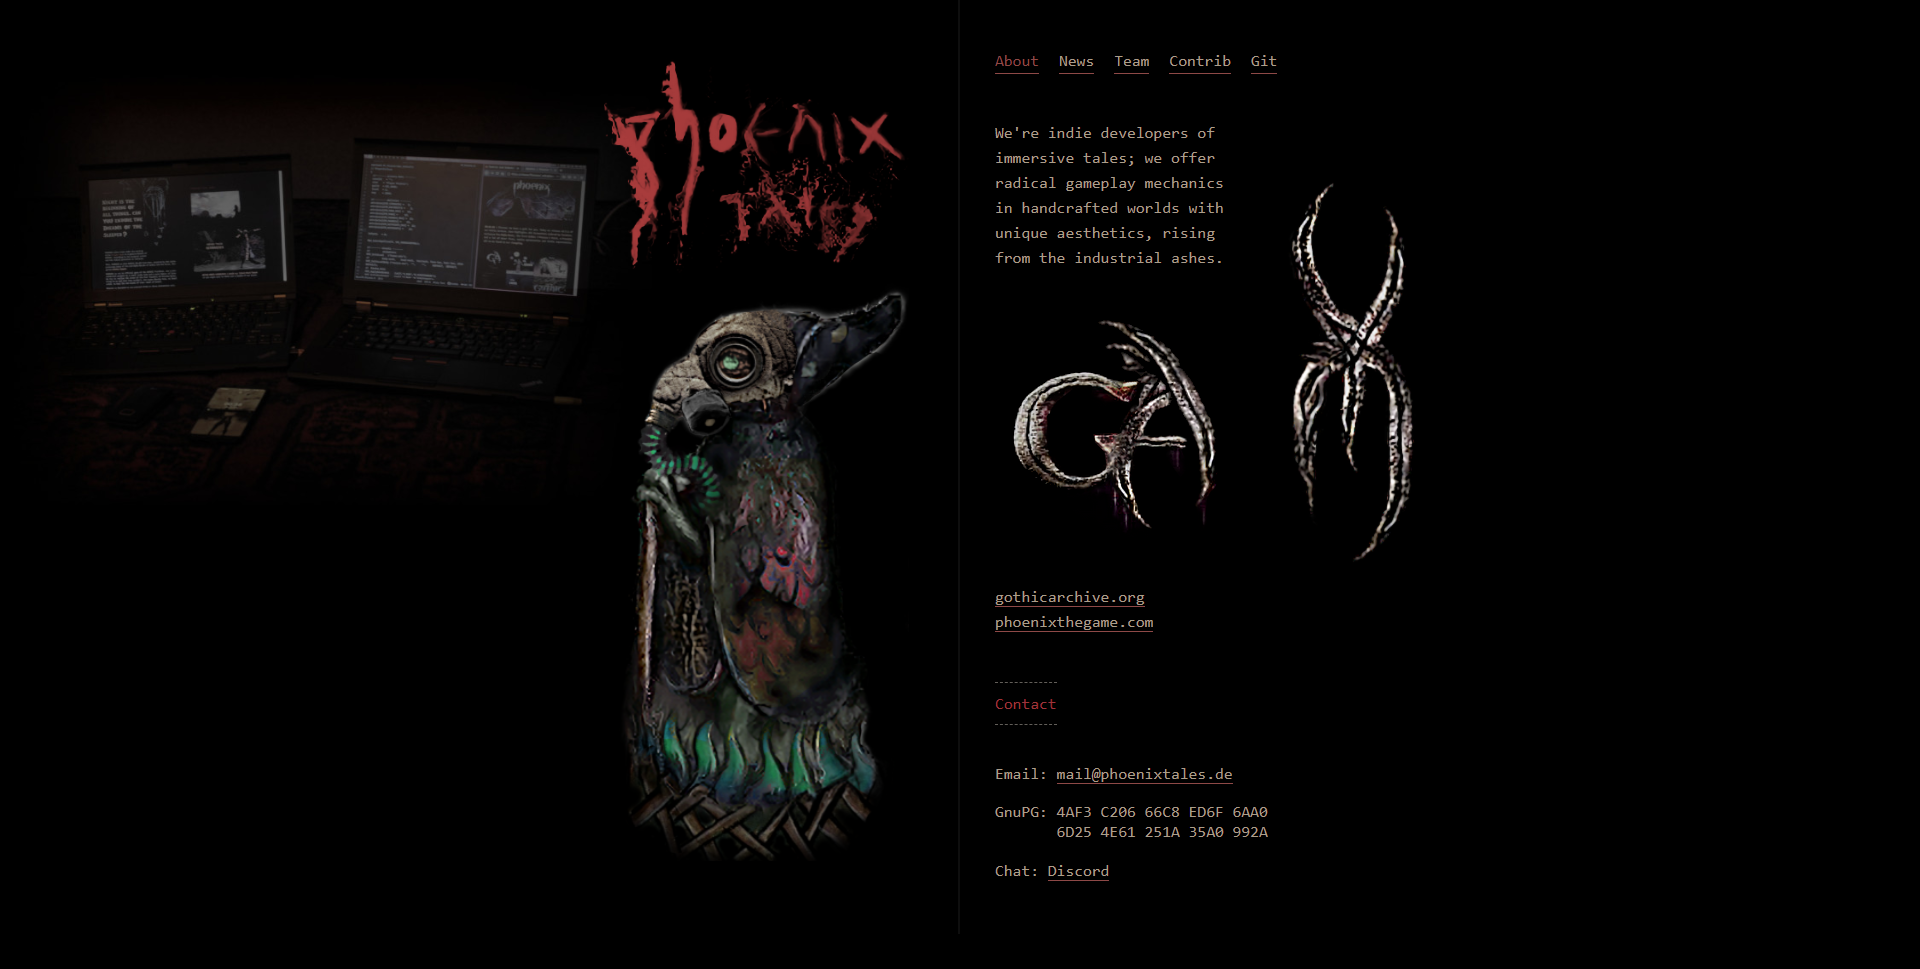 phoenix
tales
About News Team Contrib Git
We're indie developers of
immersive tales; we offer
radical gameplay mechanics
in handcrafted worlds with
unique aesthetics, rising
from the industrial ashes.
GA
gothicarchive.org
phoenixthegame.com
Contact
Email: mail@phoenixtales.de
GnuPG: 4AF3 C206 66C8 ED6F 6AA0
6D25 4E61 251A 35A0 992A
Chat: Discord